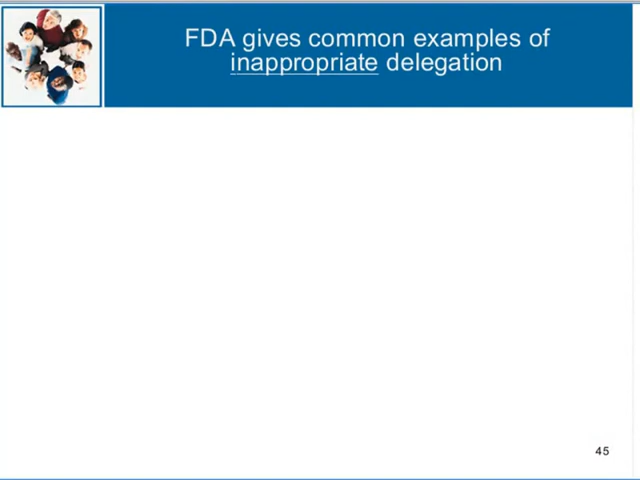 FDA gives common examples of
inappropriate delegation
45